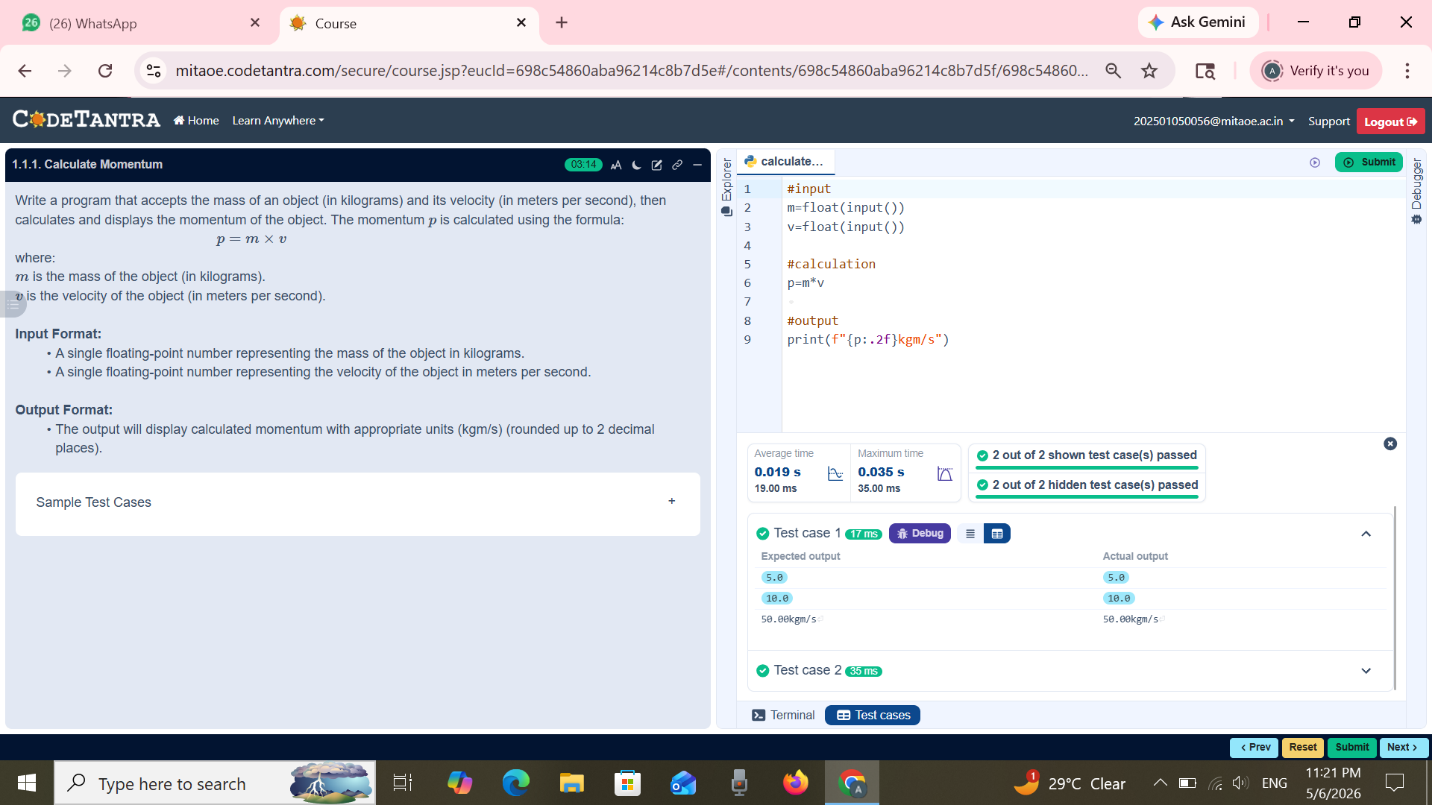 26 (26) WhatsApp
Course
Ask Gemini
mitaoe.codetantra.com/secure/course.jsp?eucId=698c54860aba96214c8b7d5e#/contents/698c54860aba96214c8b7d5f/698c54860...
A Verify it's you
CODETANTRA
Home
Learn Anywhere
202501050056@mitaoe.ac.in
Support
Logout
1.1.1. Calculate Momentum
03:14
AA
Write a program that accepts the mass of an object (in kilograms) and its velocity (in meters per second), then
calculates and displays the momentum of the object. The momentum p is calculated using the formula:
p = m × v
where:
m is the mass of the object (in kilograms).
v is the velocity of the object (in meters per second).
Input Format:
• A single floating-point number representing the mass of the object in kilograms.
• A single floating-point number representing the velocity of the object in meters per second.
Output Format:
• The output will display calculated momentum with appropriate units (kgm/s) (rounded up to 2 decimal
places).
Sample Test Cases
+
Explorer
calculate...
Submit
Debugger
1 #input
2 m=float(input())
3 v=float(input())
4
5 #calculation
6 p=m*v
7
8 #output
9 print(f"{p:.2f}kgm/s")
Average time
0.019 s
19.00 ms
Maximum time
0.035 s
35.00 ms
2 out of 2 shown test case(s) passed
2 out of 2 hidden test case(s) passed
Test case 1 17 ms Debug
Expected output Actual output
5.0 5.0
10.0 10.0
50.00kgm/s 50.00kgm/s
Test case 2 35 ms
Terminal Test cases
< Prev Reset Submit Next >
Type here to search
1
29°C Clear
ENG
11:21 PM
5/6/2026